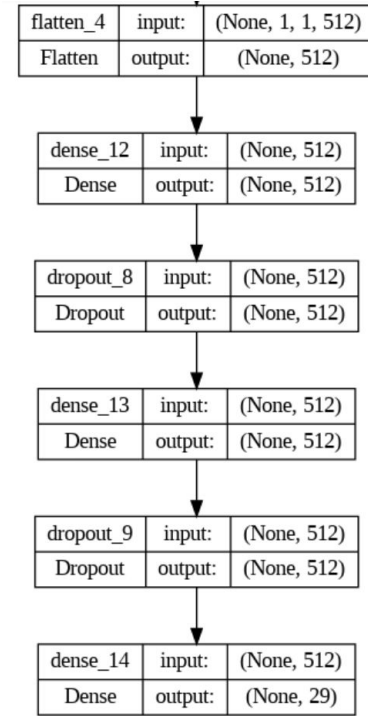 flatten_4 input: (None, 1, 1, 512)
Flatten output: (None, 512)
dense_12 input: (None, 512)
Dense output: (None, 512)
dropout_8 input: (None, 512)
Dropout output: (None, 512)
dense_13 input: (None, 512)
Dense output: (None, 512)
dropout_9 input: (None, 512)
Dropout output: (None, 512)
dense_14 input: (None, 512)
Dense output: (None, 29)